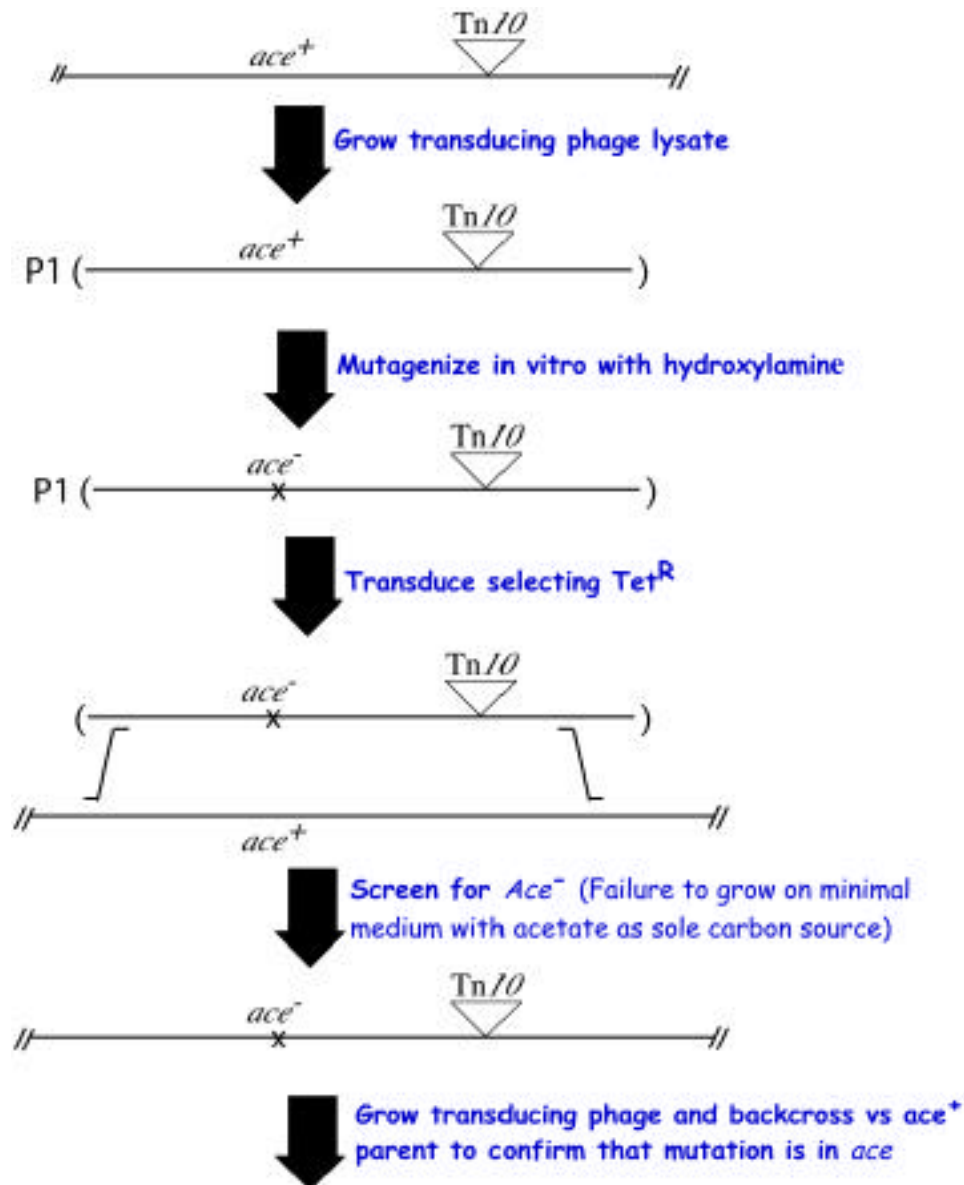 Tn10
ace+
// //
Grow transducing phage lysate
Tn10
ace+
P1 ( )
Mutagenize in vitro with hydroxylamine
Tn10
ace-
P1 ( x )
Transduce selecting TetR
Tn10
ace-
( x )
// //
ace+
Screen for Ace- (Failure to grow on minimal
medium with acetate as sole carbon source)
Tn10
ace-
// x //
Grow transducing phage and backcross vs ace+
parent to confirm that mutation is in ace